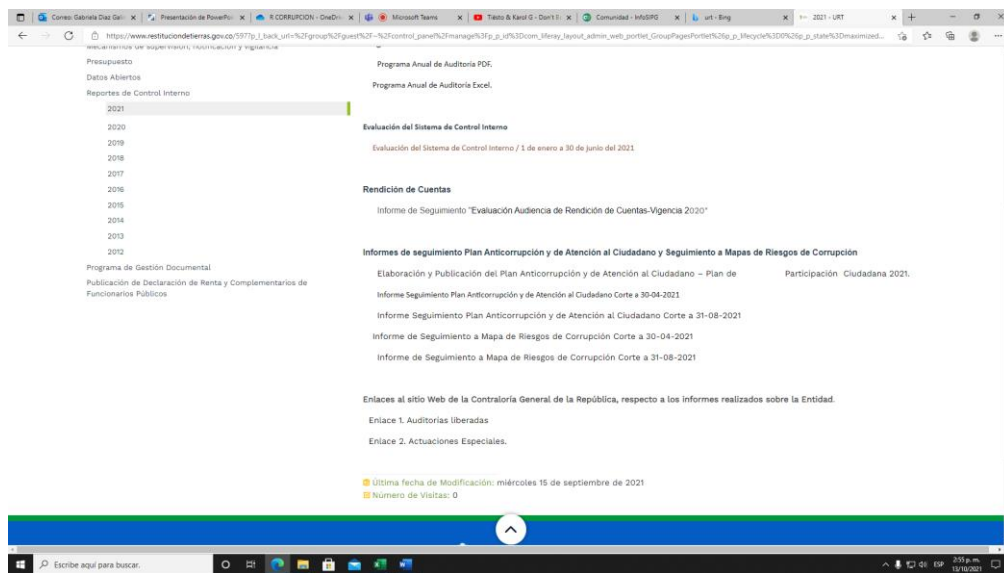 Correo: Gabriela Diaz Gal
Presentación de PowerPoi
R CORRUPCION - OneDri
Microsoft Teams
Tiësto & Karol G - Don't S
Comunidad - InfoSIPG
urt - Bing
2021 - URT
https://www.restituciondetierras.gov.co/597?p_l_back_url=%2Fgroup%2Fguest%2F~%2Fcontrol_panel%2Fmanage%3Fp_p_id%3Dcom_liferay_layout_admin_web_portlet_GroupPagesPortlet%26p_p_lifecycle%3D0%26p_p_state%3Dmaximized...
Mecanismos de supervisión, notificación y vigilancia
Presupuesto
Datos Abiertos
Reportes de Control Interno
2021
2020
2019
2018
2017
2016
2015
2014
2013
2012
Programa de Gestión Documental
Publicación de Declaración de Renta y Complementarios de
Funcionarios Públicos
Programa Anual de Auditoría PDF.
Programa Anual de Auditoría Excel.
Evaluación del Sistema de Control Interno
Evaluación del Sistema de Control Interno / 1 de enero a 30 de junio del 2021
Rendición de Cuentas
Informe de Seguimiento "Evaluación Audiencia de Rendición de Cuentas-Vigencia 2020"
Informes de seguimiento Plan Anticorrupción y de Atención al Ciudadano y Seguimiento a Mapas de Riesgos de Corrupción
Elaboración y Publicación del Plan Anticorrupción y de Atención al Ciudadano – Plan de Participación Ciudadana 2021.
Informe Seguimiento Plan Anticorrupción y de Atención al Ciudadano Corte a 30-04-2021
Informe Seguimiento Plan Anticorrupción y de Atención al Ciudadano Corte a 31-08-2021
Informe de Seguimiento a Mapa de Riesgos de Corrupción Corte a 30-04-2021
Informe de Seguimiento a Mapa de Riesgos de Corrupción Corte a 31-08-2021
Enlaces al sitio Web de la Contraloría General de la República, respecto a los informes realizados sobre la Entidad.
Enlace 1. Auditorias liberadas
Enlace 2. Actuaciones Especiales.
Última fecha de Modificación: miércoles 15 de septiembre de 2021
Número de Visitas: 0
Escribe aquí para buscar.
ESP
2:55 p. m.
13/10/2021